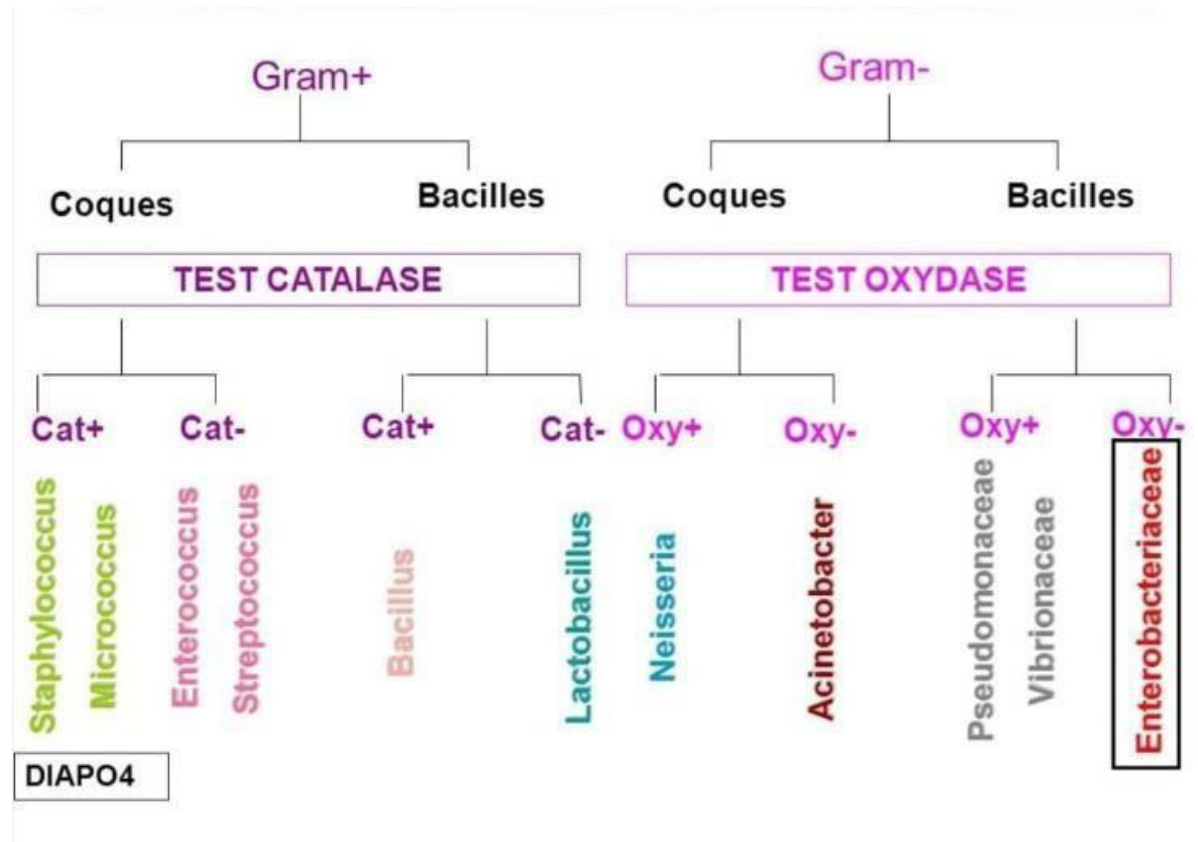 Gram+
Gram-
Coques
Bacilles
Coques
Bacilles
TEST CATALASE
TEST OXYDASE
Cat+
Cat-
Cat+
Cat-
Oxy+
Oxy-
Oxy+
Oxy-
Staphylococcus
Micrococcus
Enterococcus
Streptococcus
Bacillus
Lactobacillus
Neisseria
Acinetobacter
Pseudomonaceae
Vibrionaceae
Enterobacteriaceae
DIAPO4